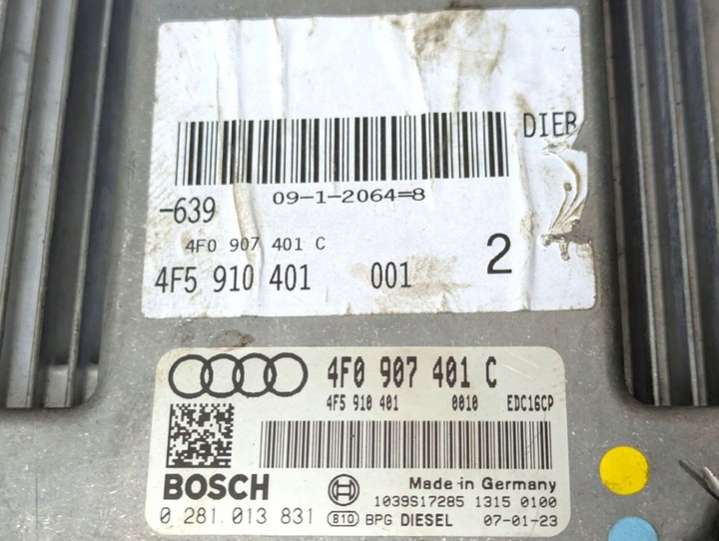 DIEB
09-1-2064=8
-639
4F0 907 401 C
4F5 910 401 001 2
4F0 907 401 C
4F5 910 401 0010 EDC16CP
BOSCH Made in Germany
1039S17285 1315 0100
0 281 013 831 810 BPG DIESEL 07-01-23